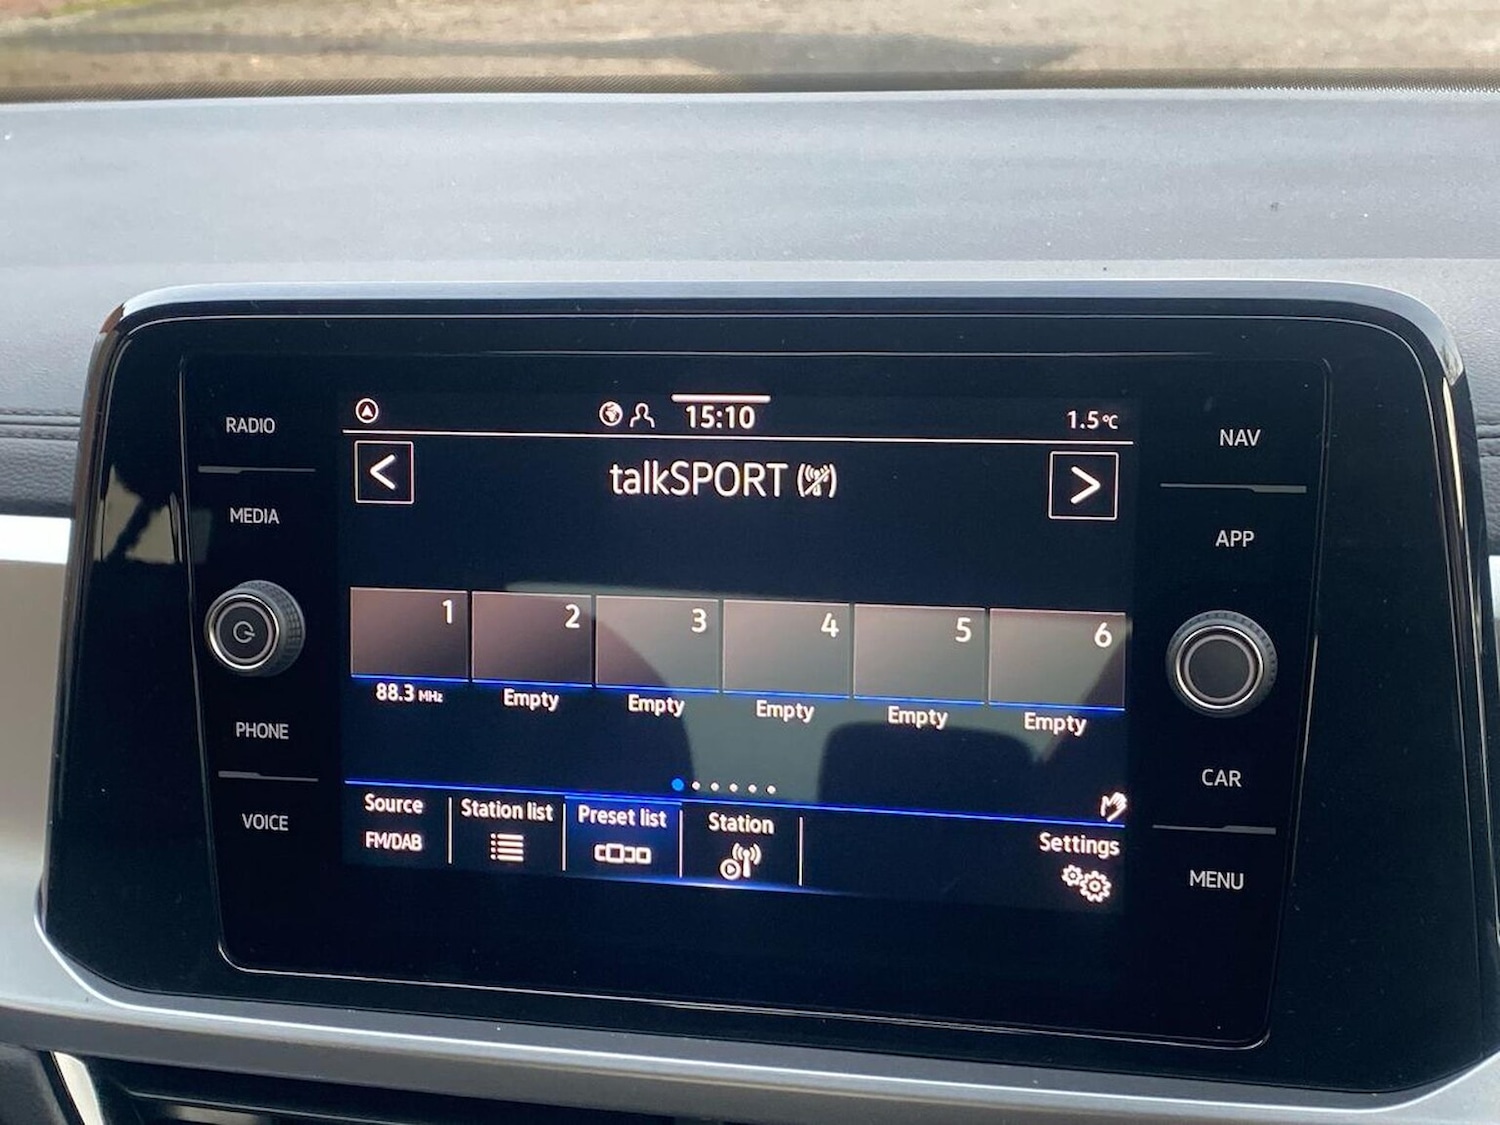 RADIO
MEDIA
PHONE
VOICE
15:10
1.5°C
<
talkSPORT
>
1
2
3
4
5
6
88.3 MHz
Empty
Empty
Empty
Empty
Empty
Source
FM/DAB
Station list
Preset list
Station
Settings
NAV
APP
CAR
MENU